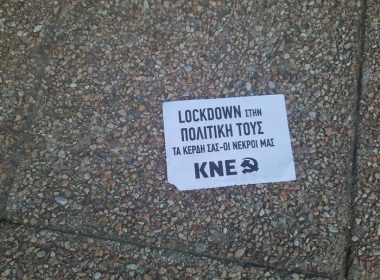 LOCKDOWN ΣΤΗΝ
ΠΟΛΙΤΙΚΗ ΤΟΥΣ
ΤΑ ΚΕΡΔΗ ΣΑΣ-ΟΙ ΝΕΚΡΟΙ ΜΑΣ
ΚΝΕ